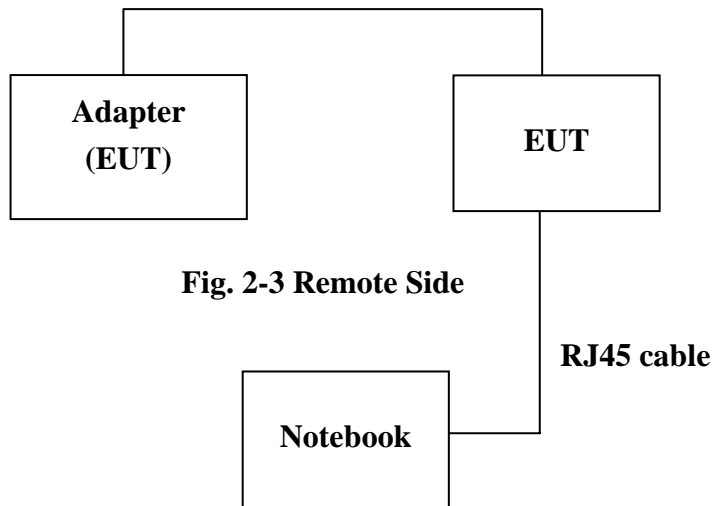 Adapter
(EUT)
EUT
Fig. 2-3 Remote Side
RJ45 cable
Notebook